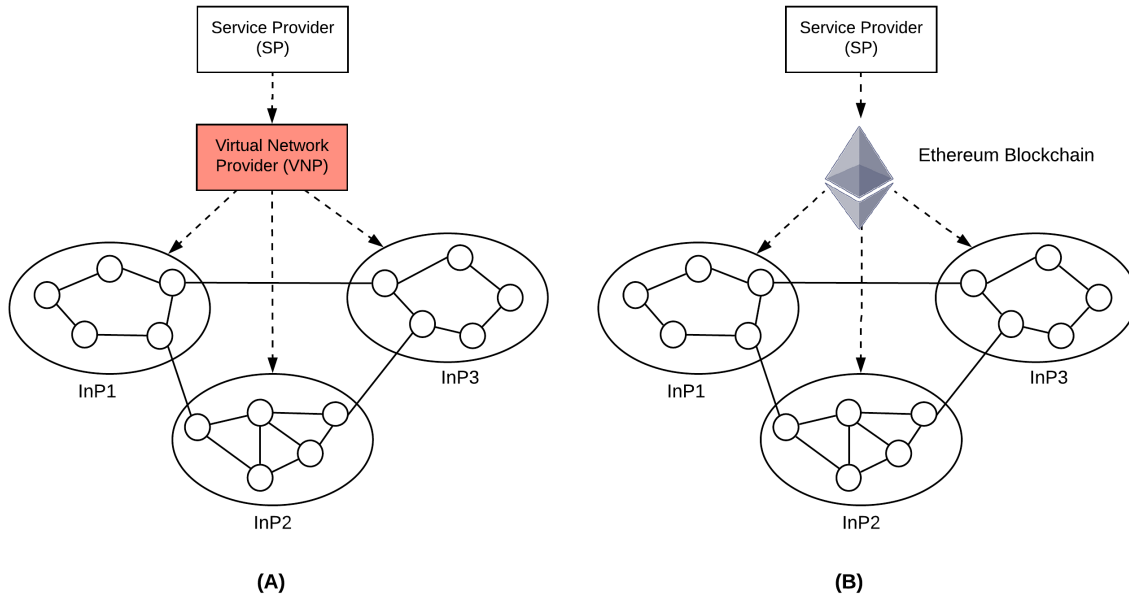 Service Provider
(SP)
Virtual Network
Provider (VNP)
InP1
InP3
InP2
(A)
Service Provider
(SP)
Ethereum Blockchain
InP1
InP3
InP2
(B)